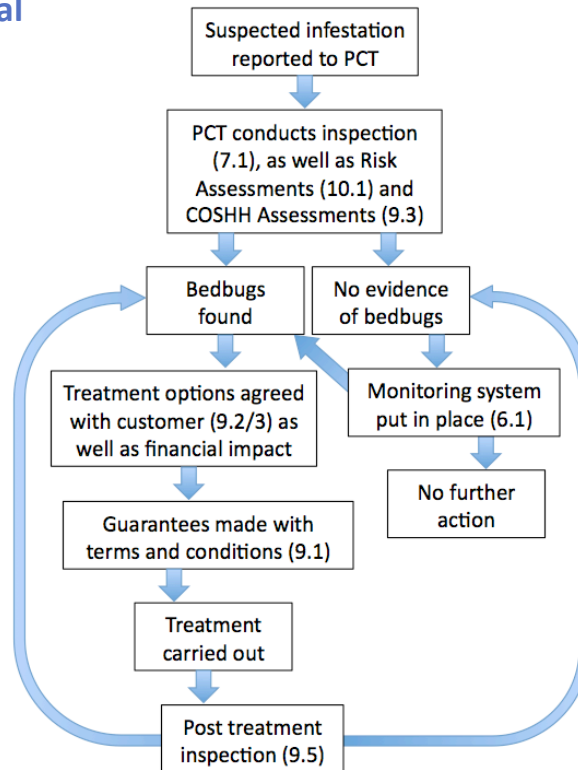 al
Suspected infestation
reported to PCT
PCT conducts inspection
(7.1), as well as Risk
Assessments (10.1) and
COSHH Assessments (9.3)
Bedbugs
found
No evidence
of bedbugs
Treatment options agreed
with customer (9.2/3) as
well as financial impact
Monitoring system
put in place (6.1)
No further
action
Guarantees made with
terms and conditions (9.1)
Treatment
carried out
Post treatment
inspection (9.5)